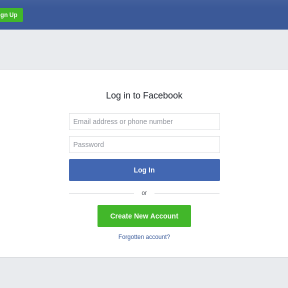 gn Up
Log in to Facebook
Email address or phone number
Password
Log In
or
Create New Account
Forgotten account?